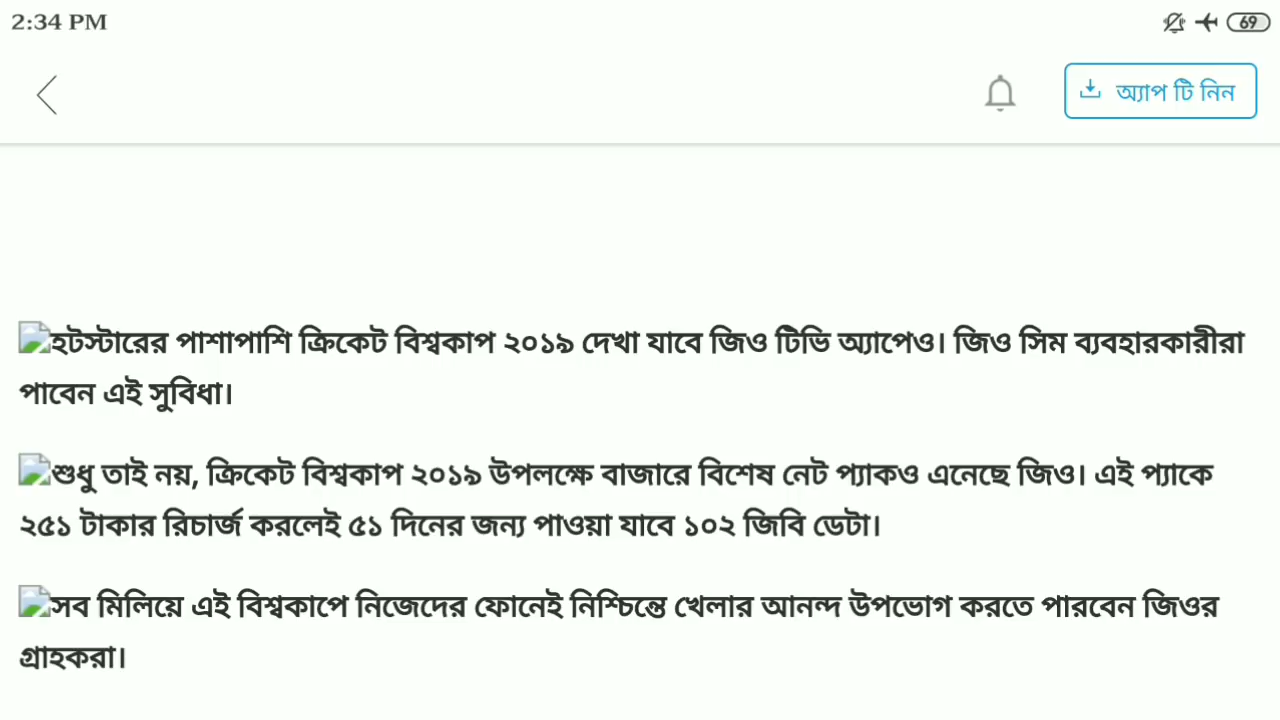 2:34 PM
69
অ্যাপ টি নিন
হটস্টারের পাশাপাশি ক্রিকেট বিশ্বকাপ ২০১৯ দেখা যাবে জিও টিভি অ্যাপেও। জিও সিম ব্যবহারকারীরা
পাবেন এই সুবিধা।
শুধু তাই নয়, ক্রিকেট বিশ্বকাপ ২০১৯ উপলক্ষে বাজারে বিশেষ নেট প্যাকও এনেছে জিও। এই প্যাকে
২৫১ টাকার রিচার্জ করলেই ৫১ দিনের জন্য পাওয়া যাবে ১০২ জিবি ডেটা।
সব মিলিয়ে এই বিশ্বকাপে নিজেদের ফোনেই নিশ্চিন্তে খেলার আনন্দ উপভোগ করতে পারবেন জিওর
গ্রাহকরা।